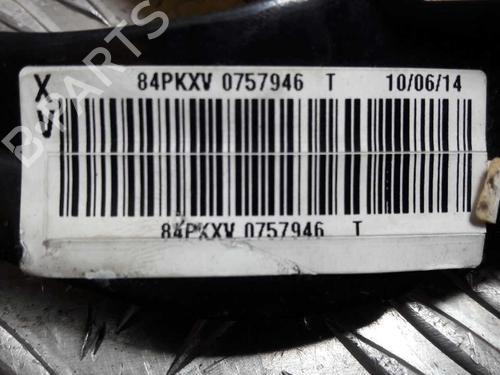 X 84PKXV 0757946 T 10/06/14
V
84PKXV 0757946 T
B-PARTS